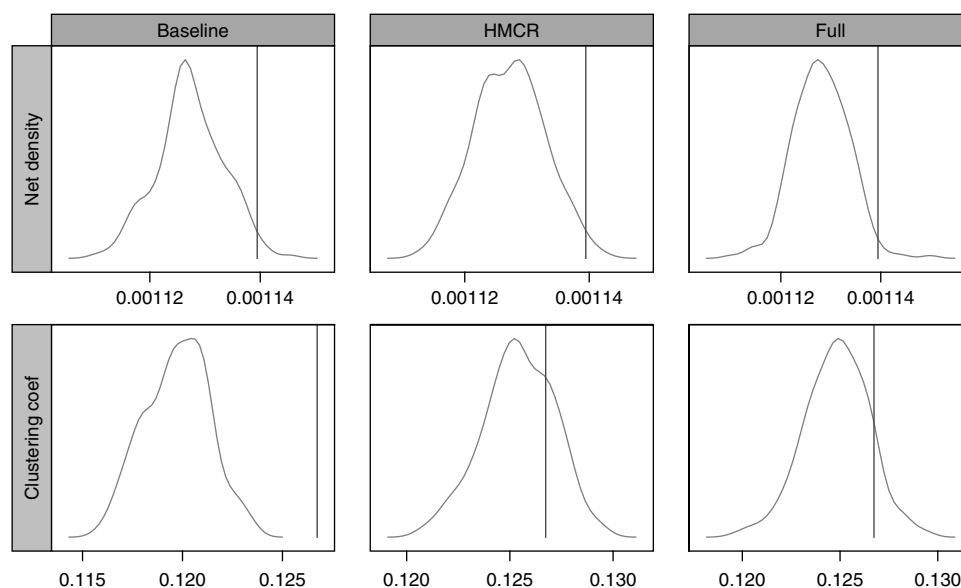 Baseline HMCR Full
Net density
0.00112 0.00114 0.00112 0.00114 0.00112 0.00114
Clustering coef
0.115 0.120 0.125 0.120 0.125 0.130 0.120 0.125 0.130